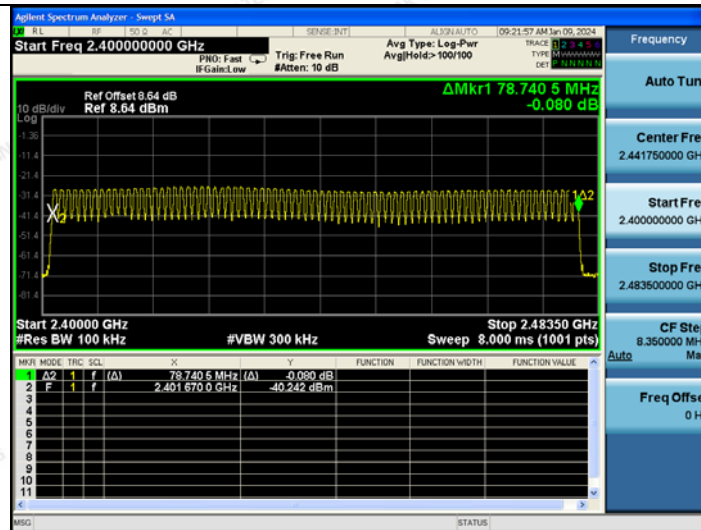 Agilent Spectrum Analyzer - Swept SA
RL RF 50 Ω AC SENSE:INT ALIGN AUTO 09:21:57 AM Jan 09, 2024
Start Freq 2.400000000 GHz
PNO: Fast
IFGain:Low
Trig: Free Run
#Atten: 10 dB
Avg Type: Log-Pwr
Avg|Hold:>100/100
TRACE 1 2 3 4 5 6
TYPE MWWWWW
DET P N N N N N
Ref Offset 8.64 dB
Ref 8.64 dBm
10 dB/div
Log
ΔMkr1 78.740 5 MHz
-0.080 dB
-1.36
-11.4
-21.4
-31.4
-41.4
-51.4
-61.4
-71.4
-81.4
2
1Δ2
Start 2.40000 GHz Stop 2.48350 GHz
#Res BW 100 kHz #VBW 300 kHz Sweep 8.000 ms (1001 pts)
MKR MODE TRC SCL X Y FUNCTION FUNCTION WIDTH FUNCTION VALUE
1 Δ2 1 f (Δ) 78.740 5 MHz (Δ) -0.080 dB
2 F 1 f 2.401 670 0 GHz -40.242 dBm
3
4
5
6
7
8
9
10
11
MSG STATUS
Frequency
Auto Tun
Center Fre
2.441750000 GH
Start Fre
2.400000000 GH
Stop Fre
2.483500000 GH
CF Ste
8.350000 MH
Auto Ma
Freq Offse
0 H